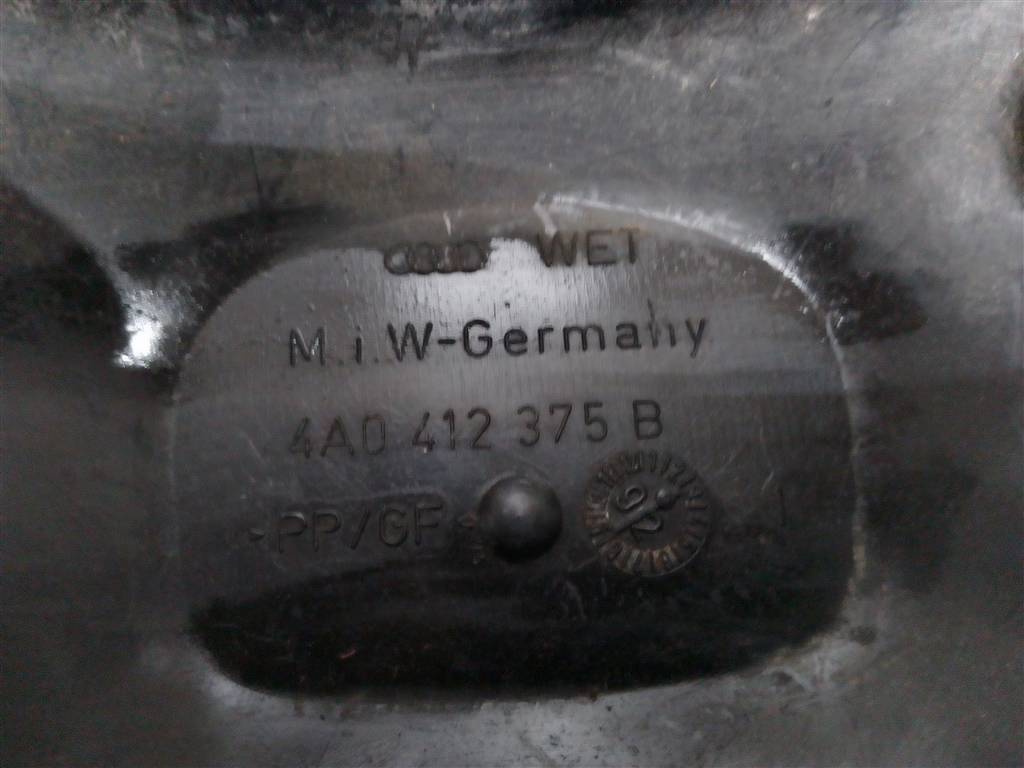 WET
M.i.W-Germany
4A0 412 375 B
-PP/GF